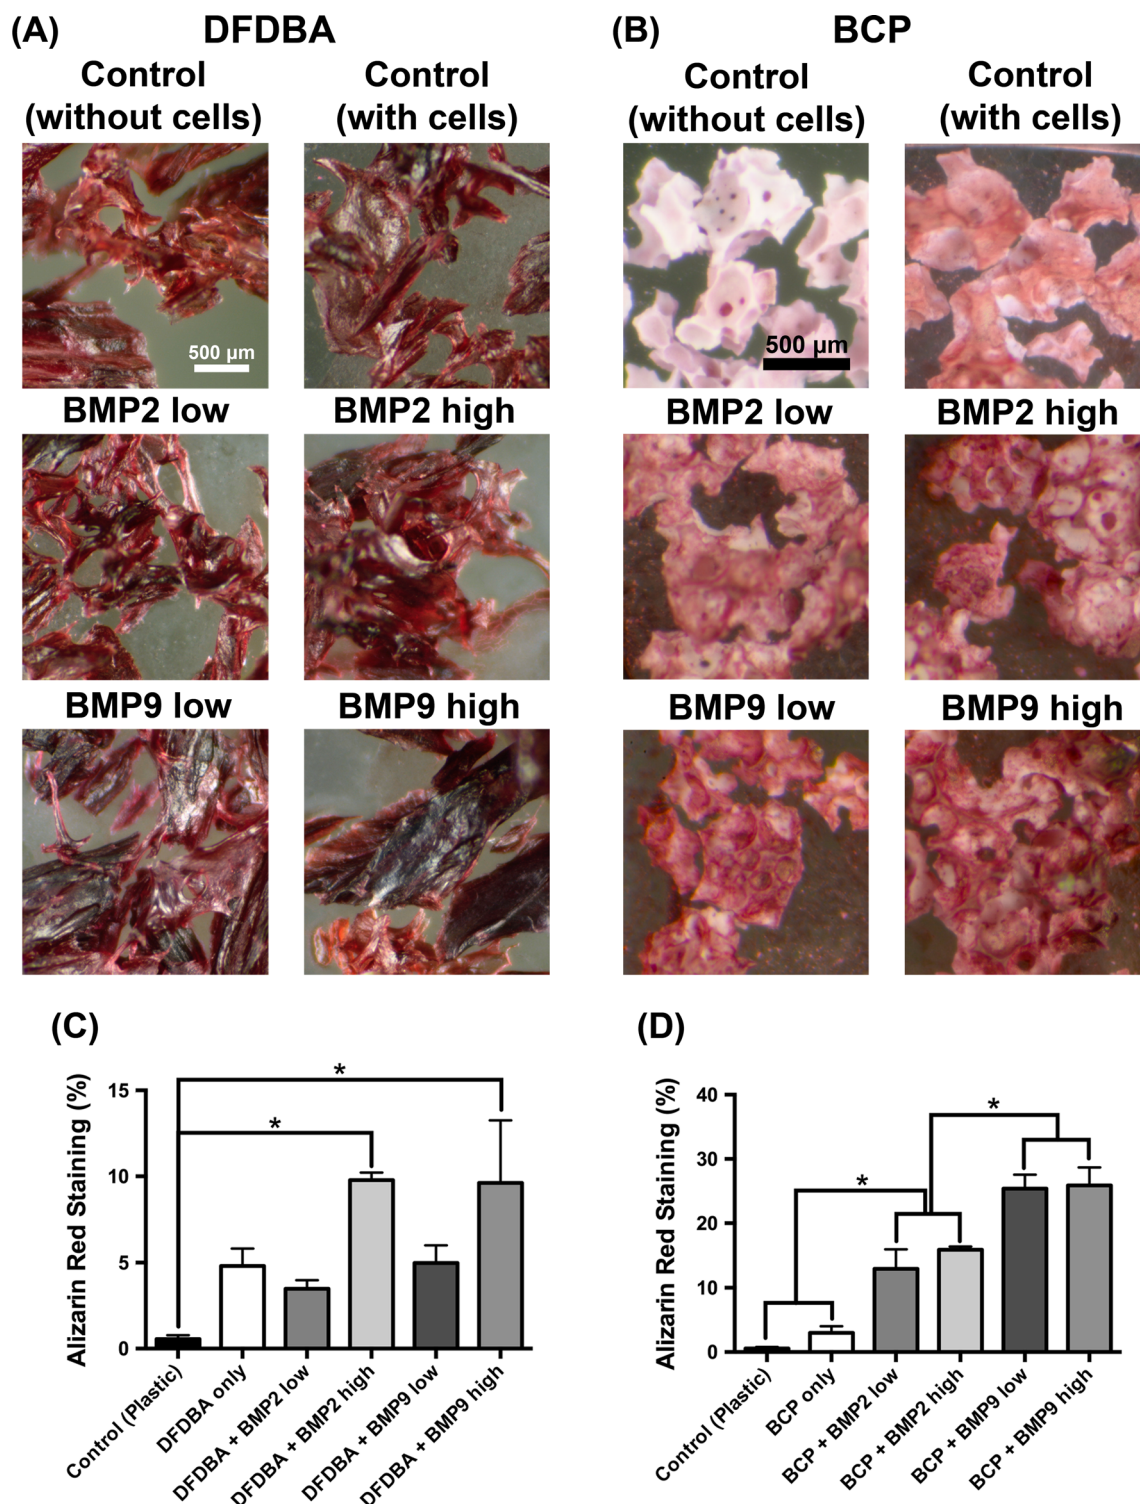 (A) DFDBA
Control (without cells)
Control (with cells)
500 µm
BMP2 low
BMP2 high
BMP9 low
BMP9 high
(B) BCP
Control (without cells)
Control (with cells)
500 µm
BMP2 low
BMP2 high
BMP9 low
BMP9 high
(C)
Alizarin Red Staining (%)
15
10
5
0
*
*
Control (Plastic)
DFDBA only
DFDBA + BMP2 low
DFDBA + BMP2 high
DFDBA + BMP9 low
DFDBA + BMP9 high
(D)
Alizarin Red Staining (%)
40
30
20
10
0
*
*
Control (Plastic)
BCP only
BCP + BMP2 low
BCP + BMP2 high
BCP + BMP9 low
BCP + BMP9 high